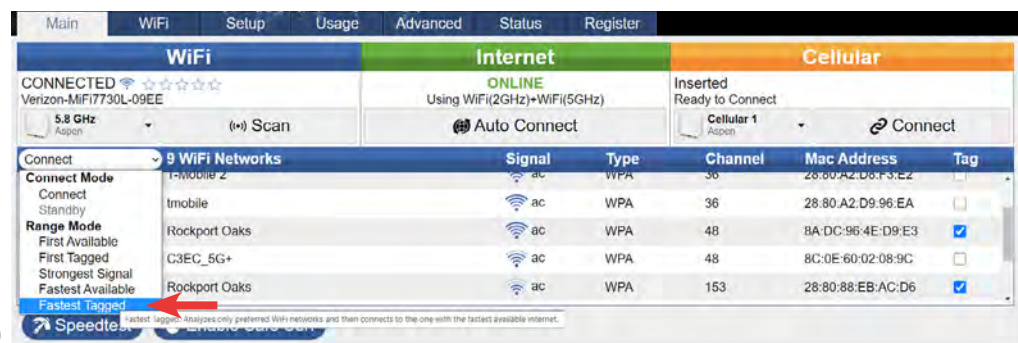 Main WiFi Setup Usage Advanced Status Register
WiFi Internet Cellular
CONNECTED
Verizon-MiFi7730L-09EE
ONLINE
Using WiFi(2GHz)+WiFi(5GHz)
Inserted
Ready to Connect
5.8 GHz
Aspen
Scan
Auto Connect
Cellular 1
Aspen
Connect
Connect 9 WiFi Networks Signal Type Channel Mac Address Tag
T-Mobile 2 ac WPA 36 28:80:A2:D8:F3:E2
tmobile ac WPA 36 28:80:A2:D9:96:EA
Rockport Oaks ac WPA 48 8A:DC:96:4E:D9:E3
C3EC_5G+ ac WPA 48 8C:0E:60:02:08:9C
Rockport Oaks ac WPA 153 28:80:88:EB:AC:D6
Connect Mode
Connect
Standby
Range Mode
First Available
First Tagged
Strongest Signal
Fastest Available
Fastest Tagged
Fastest Tagged: Analyzes only preferred WiFi networks and then connects to the one with the fastest available internet.
Speedtest